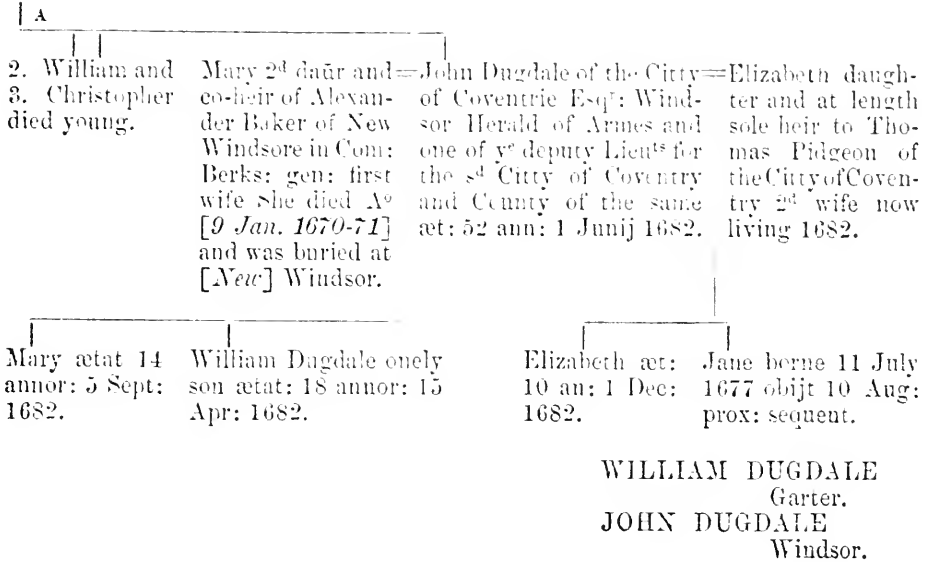 A
2. William and
3. Christopher
died young.
Mary 2d daūr and
co-heir of Alexan-
der Baker of New
Windsore in Com:
Berks: gen: first
wife she died Ao
[9 Jan. 1670-71]
and was buried at
[New] Windsor.
=John Dugdale of the Citty=
of Coventrie Esqr: Wind-
sor Herald of Armes and
one of ye deputy Lieuts for
the sd Citty of Coventry
and County of the same
æt: 52 ann: 1 Junij 1682.
Elizabeth daugh-
ter and at length
sole heir to Tho-
mas Pidgeon of
the Citty of Coven-
try 2d wife now
living 1682.
Mary ætat 14
annor: 5 Sept:
1682.
William Dugdale onely
son ætat: 18 annor: 15
Apr: 1682.
Elizabeth æt:
10 an: 1 Dec:
1682.
Jane borne 11 July
1677 obijt 10 Aug:
prox: sequent.
WILLIAM DUGDALE
Garter.
JOHN DUGDALE
Windsor.